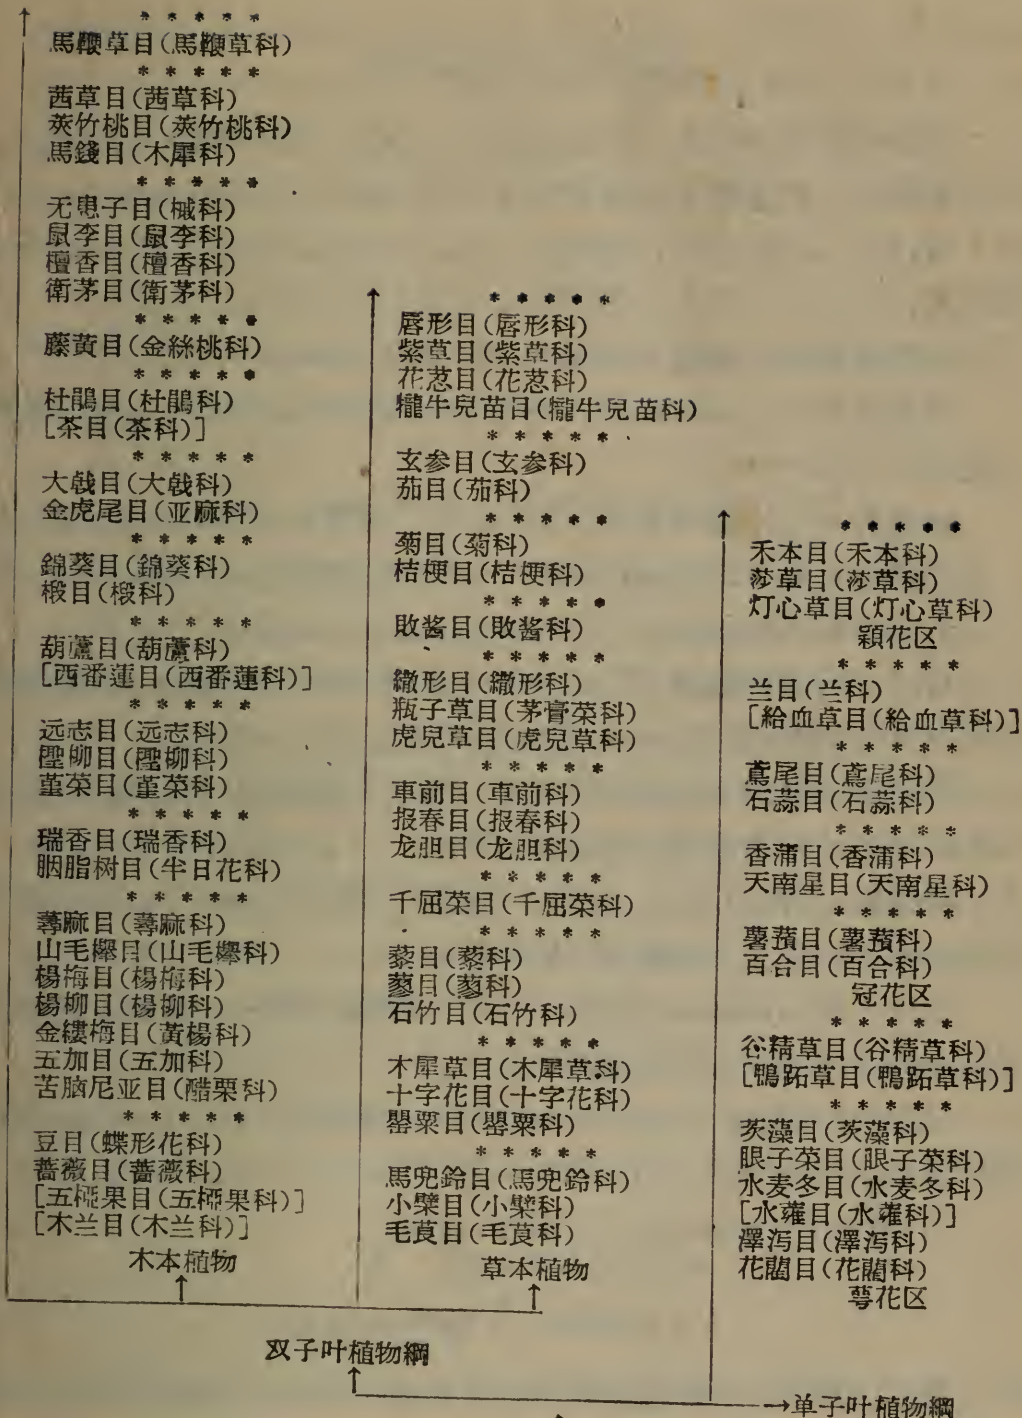 * * * * *
馬鞭草目(馬鞭草科)
* * * * *
茜草目(茜草科)
莢竹桃目(莢竹桃科)
馬錢目(木犀科)
* * * * *
无患子目(槭科)
鼠李目(鼠李科)
檀香目(檀香科)
衛茅目(衛茅科)
* * * * *
藤黄目(金絲桃科)
* * * * *
杜鵑目(杜鵑科)
[茶目(茶科)]
* * * * *
大戟目(大戟科)
金虎尾目(亚麻科)
* * * * *
錦葵目(錦葵科)
椴目(椴科)
* * * * *
葫蘆目(葫蘆科)
[西番蓮目(西番蓮科)]
* * * * *
远志目(远志科)
檉柳目(檉柳科)
菫菜目(菫菜科)
* * * * *
瑞香目(瑞香科)
胭脂树目(半日花科)
* * * * *
蕁麻目(蕁麻科)
山毛櫸目(山毛櫸科)
楊梅目(楊梅科)
楊柳目(楊柳科)
金縷梅目(黄楊科)
五加目(五加科)
苦脑尼亚目(醋栗科)
* * * * *
豆目(蝶形花科)
薔薇目(薔薇科)
[五椏果目(五椏果科)]
[木兰目(木兰科)]
木本植物
* * * * *
唇形目(唇形科)
紫草目(紫草科)
花葱目(花葱科)
牻牛兒苗目(牻牛兒苗科)
* * * * *
玄参目(玄参科)
茄目(茄科)
* * * * *
菊目(菊科)
桔梗目(桔梗科)
* * * * *
敗酱目(敗酱科)
* * * * *
繖形目(繖形科)
瓶子草目(茅膏菜科)
虎兒草目(虎兒草科)
* * * * *
車前目(車前科)
报春目(报春科)
龙胆目(龙胆科)
* * * * *
千屈菜目(千屈菜科)
* * * * *
藜目(藜科)
蓼目(蓼科)
石竹目(石竹科)
* * * * *
木犀草目(木犀草科)
十字花目(十字花科)
罂粟目(罂粟科)
* * * * *
馬兜鈴目(馬兜鈴科)
小檗目(小檗科)
毛茛目(毛茛科)
草本植物
* * * * *
禾本目(禾本科)
莎草目(莎草科)
灯心草目(灯心草科)
穎花区
* * * * *
兰目(兰科)
[給血草目(給血草科)]
* * * * *
鳶尾目(鳶尾科)
石蒜目(石蒜科)
* * * * *
香蒲目(香蒲科)
天南星目(天南星科)
* * * * *
薯蕷目(薯蕷科)
百合目(百合科)
冠花区
* * * * *
谷精草目(谷精草科)
[鴨跖草目(鴨跖草科)]
* * * * *
茨藻目(茨藻科)
眼子菜目(眼子菜科)
水麦冬目(水麦冬科)
[水蕹目(水蕹科)]
澤泻目(澤泻科)
花藺目(花藺科)
萼花区
双子叶植物綱
单子叶植物綱